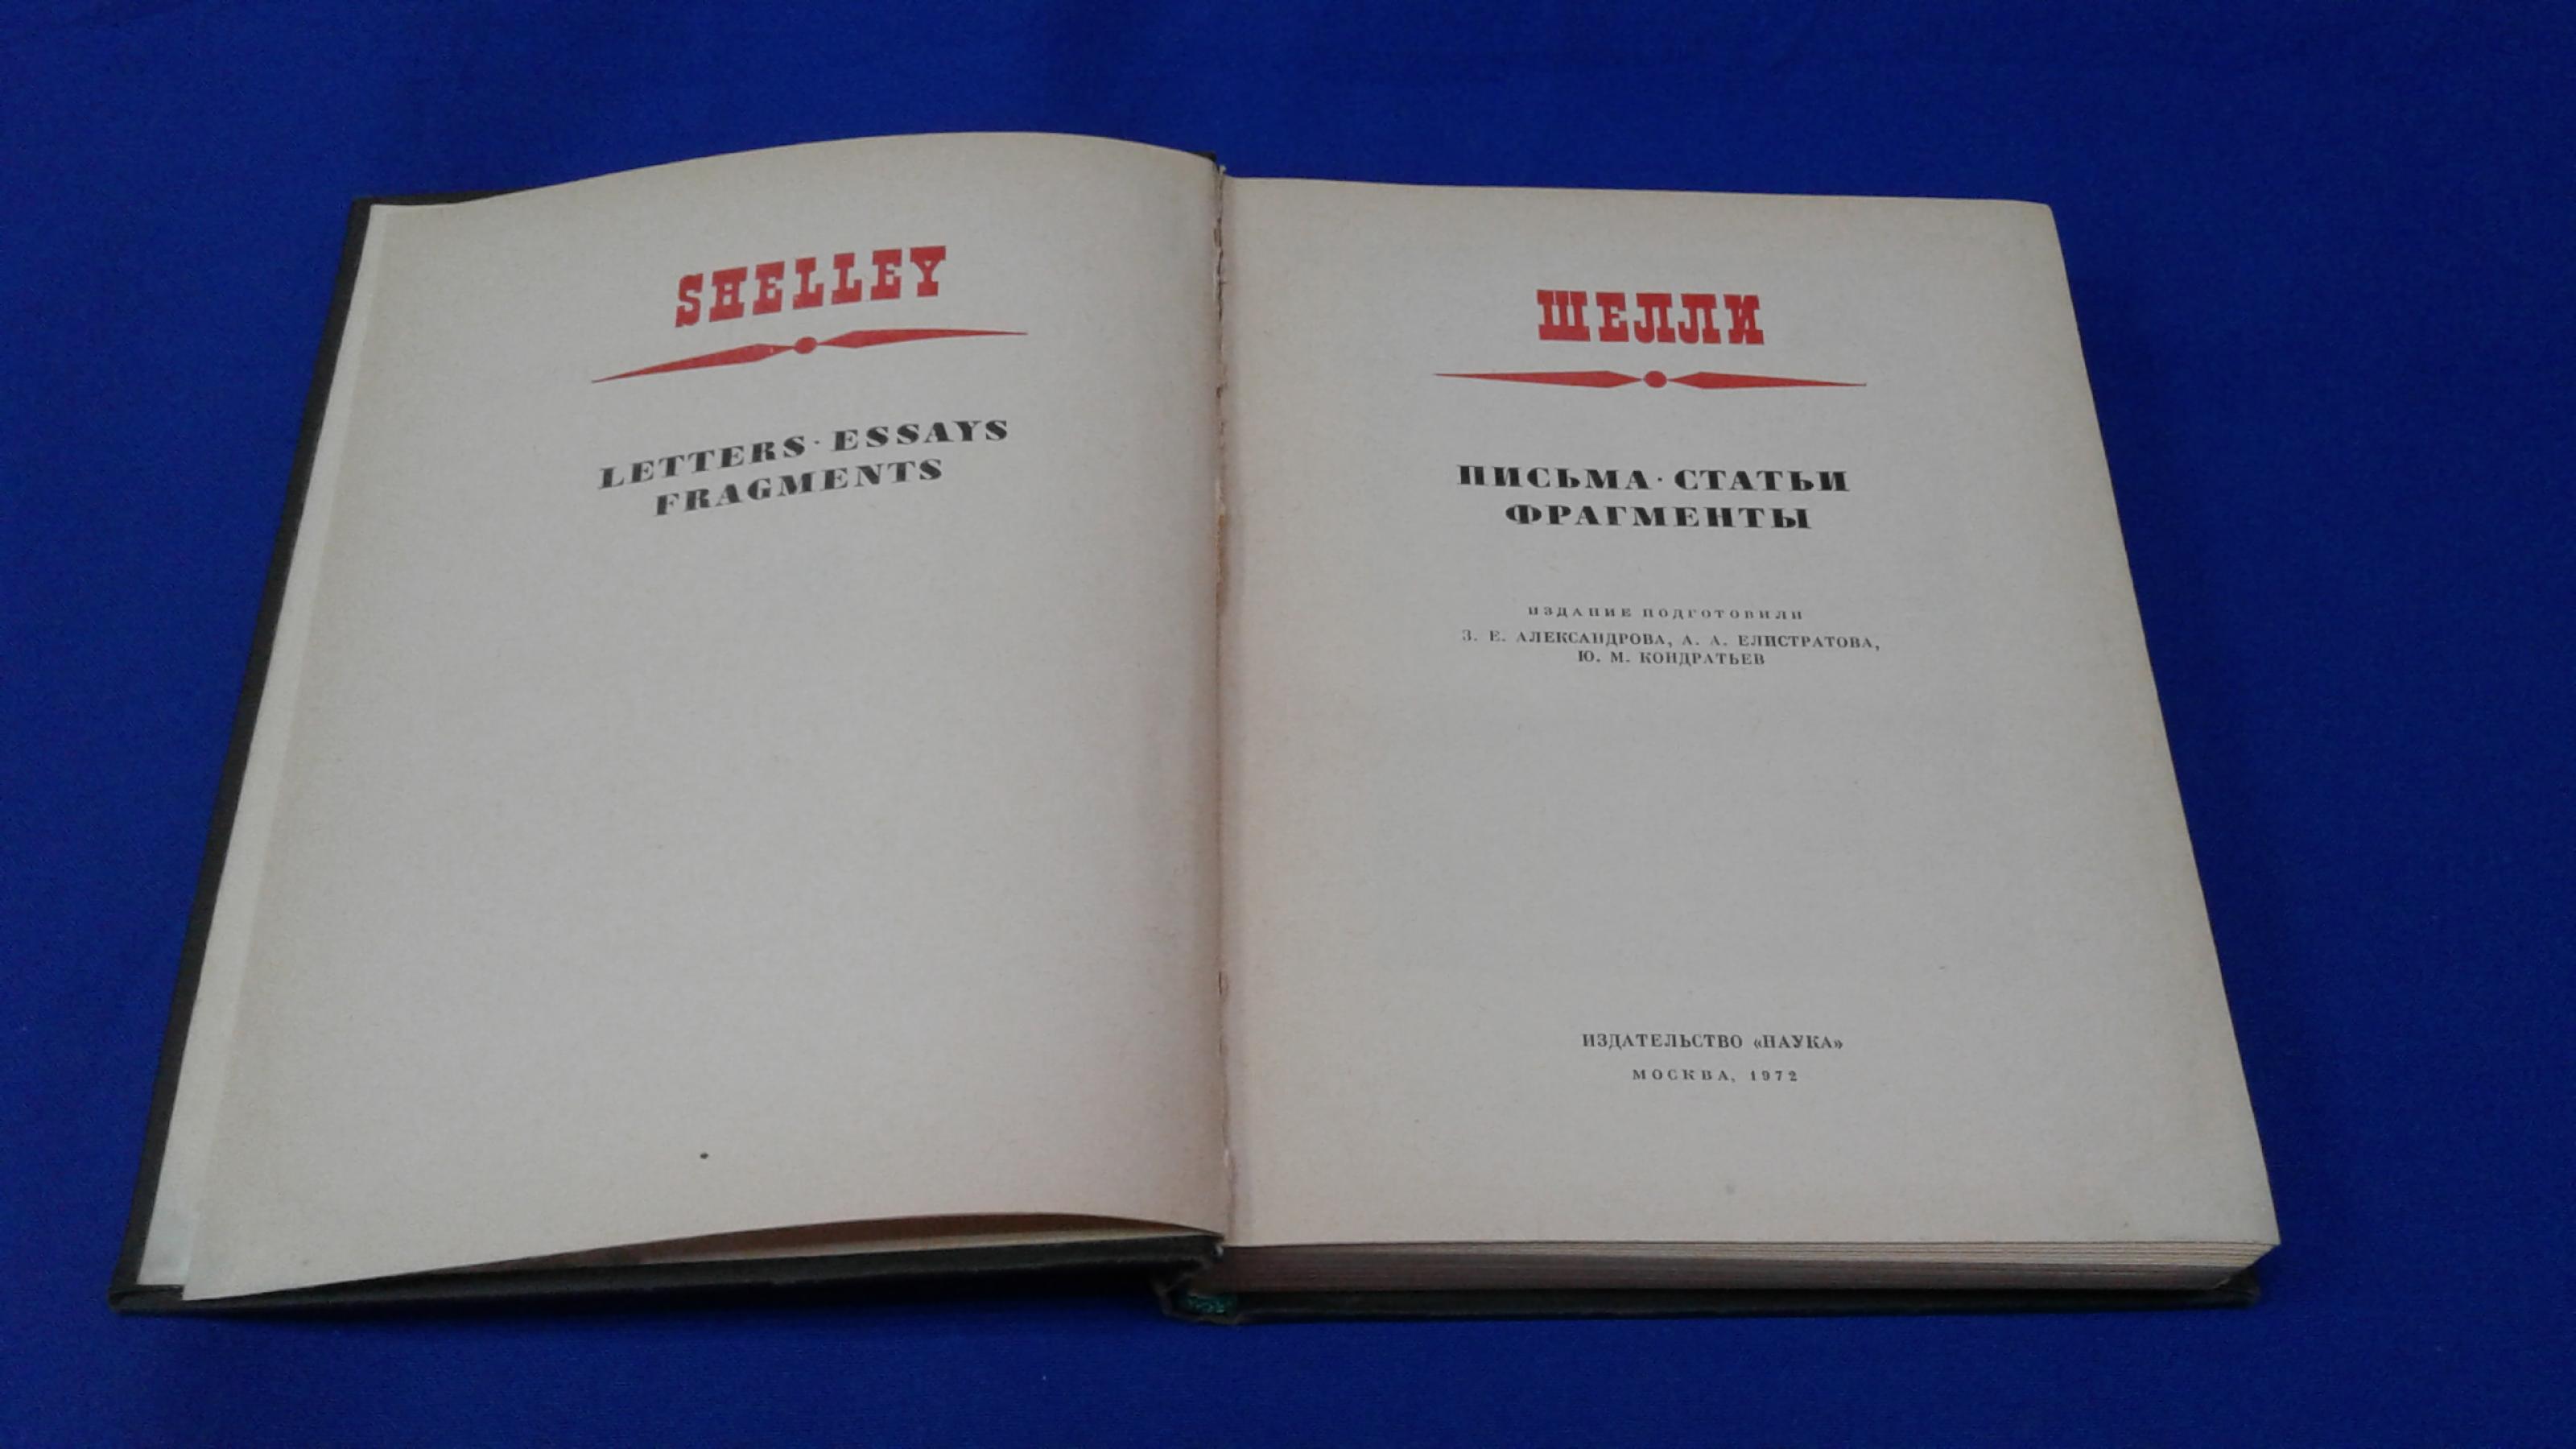 SHELLEY
LETTERS · ESSAYS
FRAGMENTS
ШЕЛЛИ
ПИСЬМА · СТАТЬИ
ФРАГМЕНТЫ
ИЗДАНИЕ ПОДГОТОВИЛИ
З. Е. АЛЕКСАНДРОВА, А. А. ЕЛИСТРАТОВА,
Ю. М. КОНДРАТЬЕВ
ИЗДАТЕЛЬСТВО «НАУКА»
МОСКВА, 1972